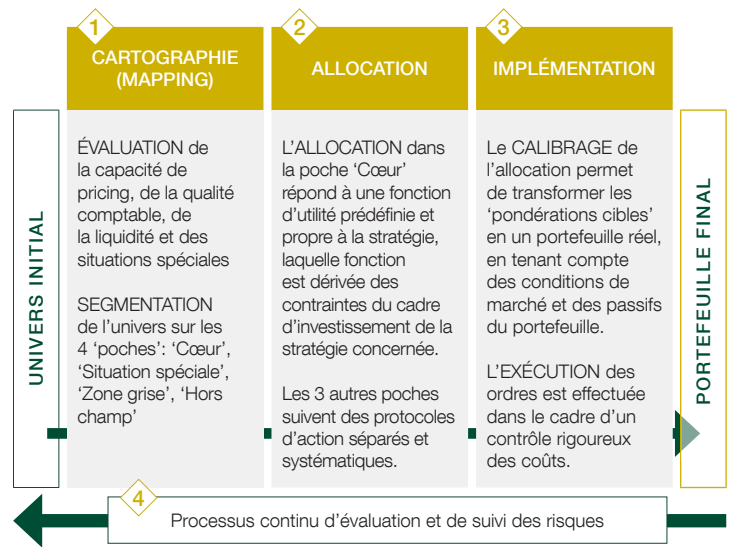 UNIVERS INITIAL
1
CARTOGRAPHIE
(MAPPING)
ÉVALUATION de
la capacité de
pricing, de la qualité
comptable, de
la liquidité et des
situations spéciales
SEGMENTATION
de l’univers sur les
4 ‘poches’: ‘Cœur’,
‘Situation spéciale’,
‘Zone grise’, ‘Hors
champ’
2
ALLOCATION
L’ALLOCATION dans
la poche ‘Cœur’
répond à une fonction
d’utilité prédéfinie et
propre à la stratégie,
laquelle fonction
est dérivée des
contraintes du cadre
d’investissement de la
stratégie concernée.
Les 3 autres poches
suivent des protocoles
d’action séparés et
systématiques.
3
IMPLÉMENTATION
Le CALIBRAGE de
l’allocation permet
de transformer les
‘pondérations cibles’
en un portefeuille réel,
en tenant compte
des conditions de
marché et des passifs
du portefeuille.
L’EXÉCUTION des
ordres est effectuée
dans le cadre d’un
contrôle rigoureux
des coûts.
PORTEFEUILLE FINAL
4
Processus continu d’évaluation et de suivi des risques